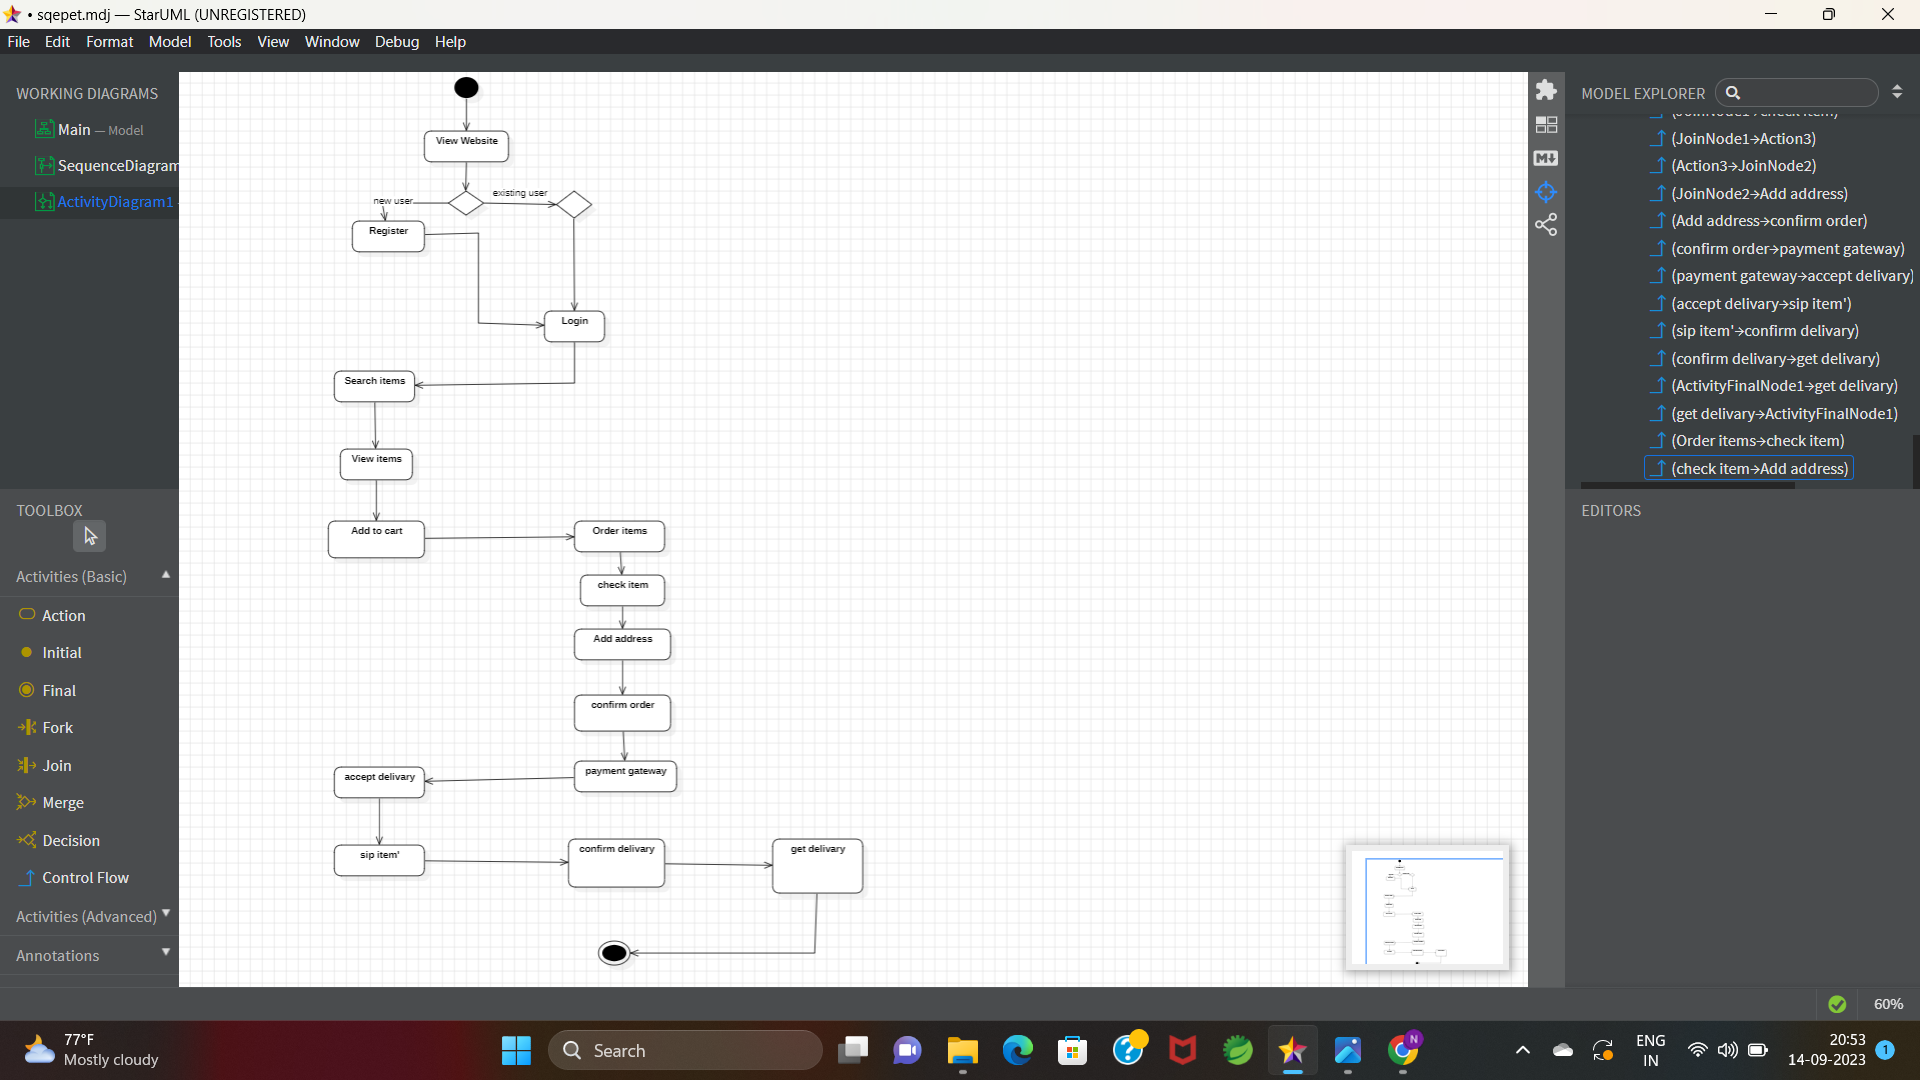 • sqepet.mdj — StarUML (UNREGISTERED)
File Edit Format Model Tools View Window Debug Help
WORKING DIAGRAMS
Main — Model
SequenceDiagram
ActivityDiagram1
TOOLBOX
Activities (Basic)
Action
Initial
Final
Fork
Join
Merge
Decision
Control Flow
Activities (Advanced)
Annotations
View Website
new user
existing user
Register
Login
Search items
View items
Add to cart
Order items
check item
Add address
confirm order
payment gateway
accept delivary
sip item'
confirm delivary
get delivary
M↓
MODEL EXPLORER
(JoinNode1→check item)
(JoinNode1→Action3)
(Action3→JoinNode2)
(JoinNode2→Add address)
(Add address→confirm order)
(confirm order→payment gateway)
(payment gateway→accept delivary)
(accept delivary→sip item')
(sip item'→confirm delivary)
(confirm delivary→get delivary)
(ActivityFinalNode1→get delivary)
(get delivary→ActivityFinalNode1)
(Order items→check item)
(check item→Add address)
EDITORS
60%
77°F
Mostly cloudy
Search
N
ENG
IN
20:53
14-09-2023
1